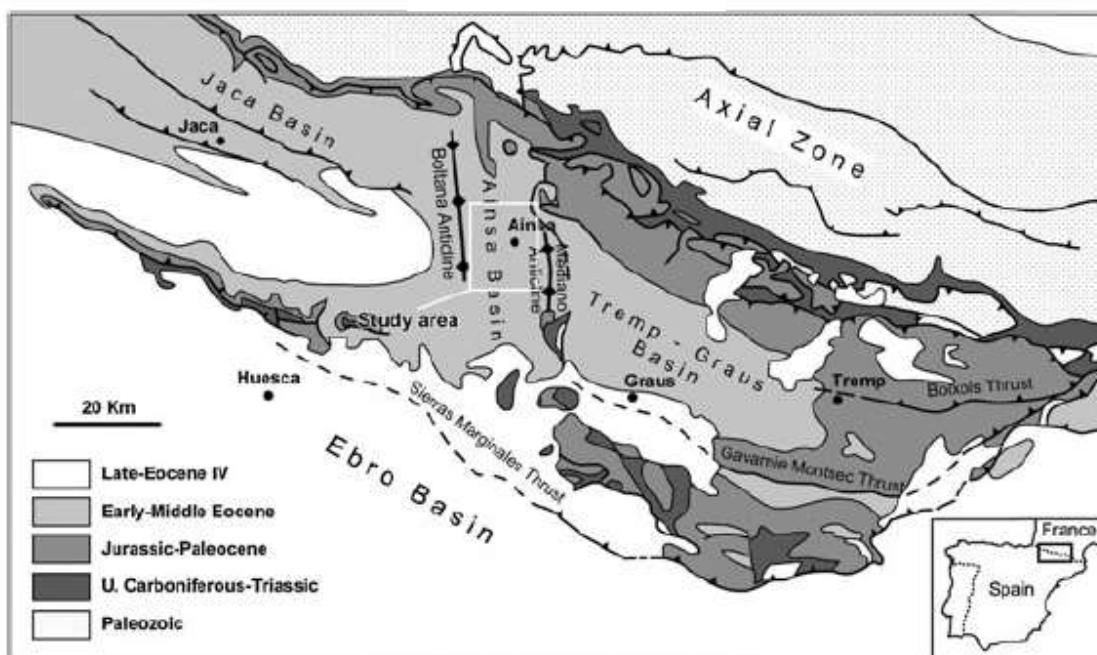 Jaca Basin
Jaca
Axial Zone
Boltana Anticline
Ainsa Basin
Ainsa
Anticline
Study area
Tremp - Graus
Basin
Huesca
Graus
Tremp
Boixols Thrust
20 Km
Sierras Marginales Thrust
Gavarnie Montsec Thrust
Ebro Basin
Late-Eocene IV
Early-Middle Eocene
Jurassic-Paleocene
U. Carboniferous-Triassic
Paleozoic
France
Spain